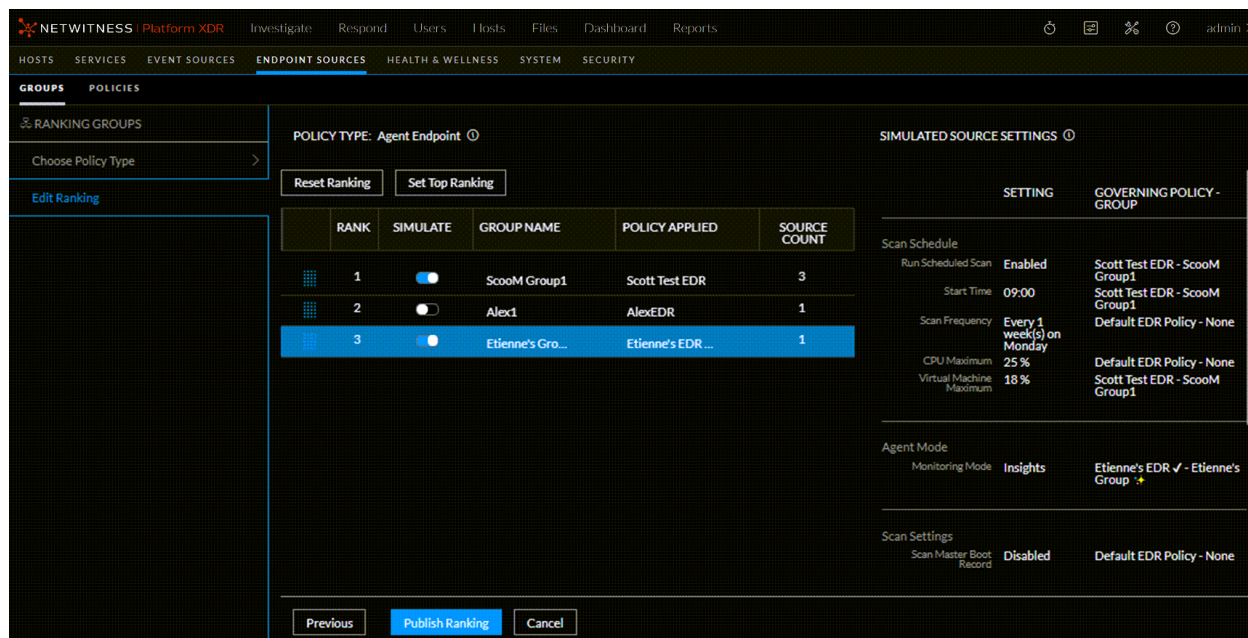 NETWITNESS Platform XDR Investigate Respond Users Hosts Files Dashboard Reports admin
HOSTS SERVICES EVENT SOURCES ENDPOINT SOURCES HEALTH & WELLNESS SYSTEM SECURITY
GROUPS POLICIES
RANKING GROUPS
Choose Policy Type
Edit Ranking
POLICY TYPE: Agent Endpoint
Reset Ranking Set Top Ranking
RANK SIMULATE GROUP NAME POLICY APPLIED SOURCE
COUNT
1 ScooM Group1 Scott Test EDR 3
2 Alex1 AlexEDR 1
3 Etienne's Gro... Etienne's EDR ... 1
Previous Publish Ranking Cancel
SIMULATED SOURCE SETTINGS
SETTING GOVERNING POLICY -
GROUP
Scan Schedule
Run Scheduled Scan Enabled Scott Test EDR - ScooM
Group1
Start Time 09:00 Scott Test EDR - ScooM
Group1
Scan Frequency Every 1 Default EDR Policy - None
week(s) on
Monday
CPU Maximum 25 % Default EDR Policy - None
Virtual Machine 18 % Scott Test EDR - ScooM
Maximum Group1
Agent Mode
Monitoring Mode Insights Etienne's EDR ✓ - Etienne's
Group ✨
Scan Settings
Scan Master Boot Disabled Default EDR Policy - None
Record